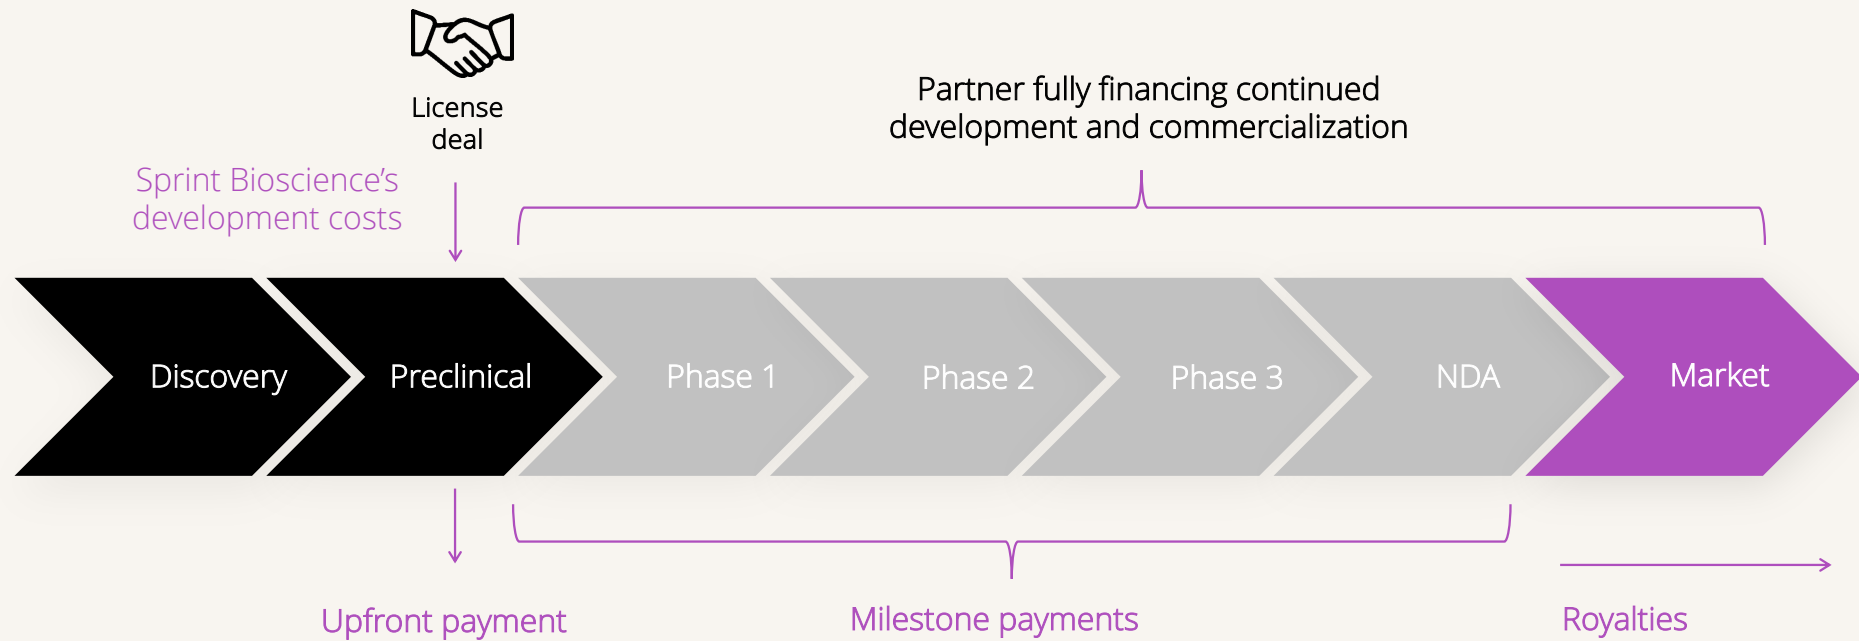 License
deal
Partner fully financing continued
development and commercialization
Sprint Bioscience’s
development costs
Discovery
Preclinical
Phase 1
Phase 2
Phase 3
NDA
Market
Upfront payment
Milestone payments
Royalties